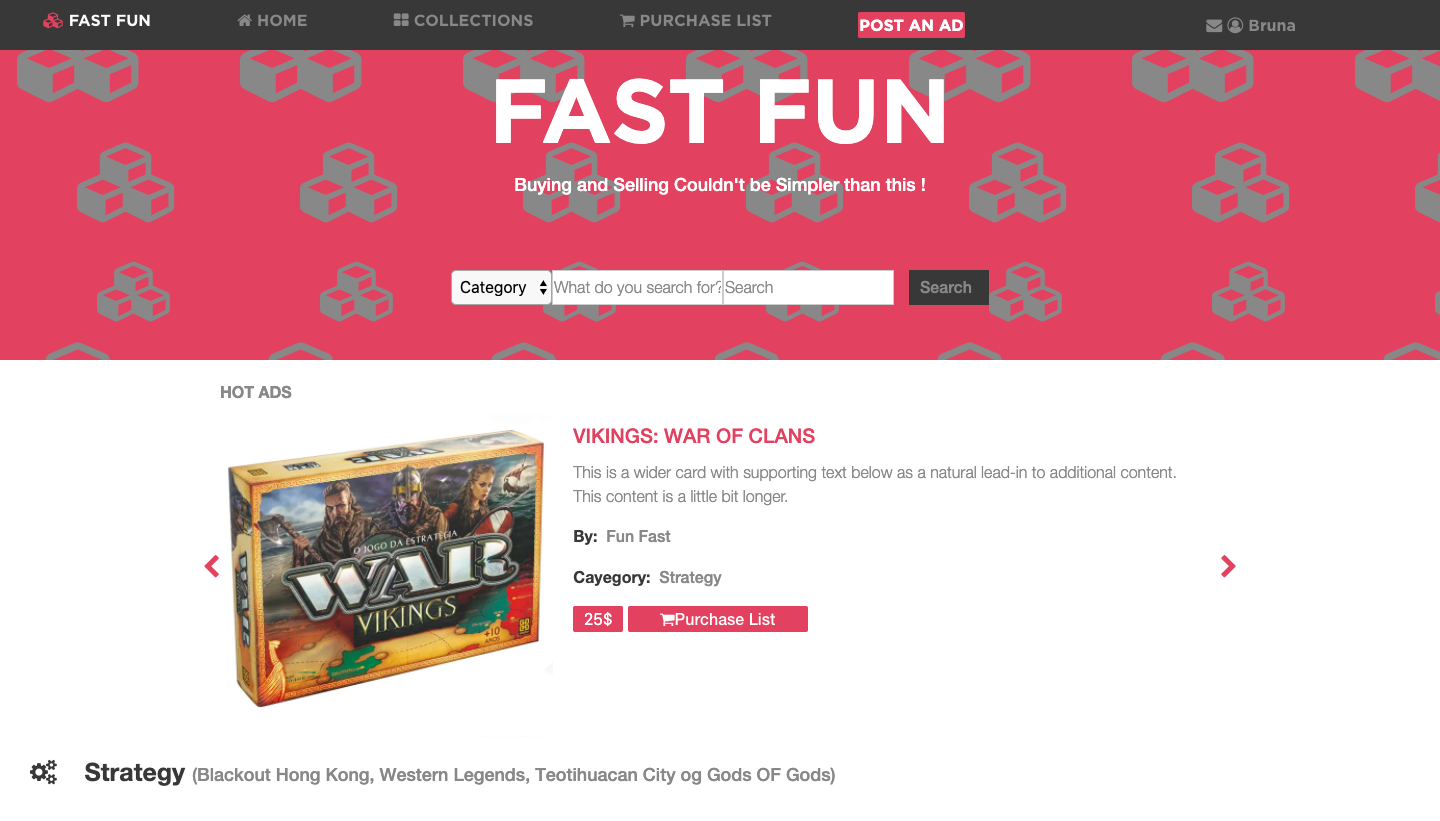 FAST FUN
HOME
COLLECTIONS
PURCHASE LIST
POST AN AD
Bruna
FAST FUN
Buying and Selling Couldn't be Simpler than this !
Category
What do you search for?
Search
Search
HOT ADS
WAR
O JOGO DA ESTRATÉGIA
WAR
VIKINGS
WAR
+10
ANOS
GROW
VIKINGS: WAR OF CLANS
This is a wider card with supporting text below as a natural lead-in to additional content.
This content is a little bit longer.
By: Fun Fast
Cayegory: Strategy
25$
Purchase List
Strategy (Blackout Hong Kong, Western Legends, Teotihuacan City og Gods OF Gods)